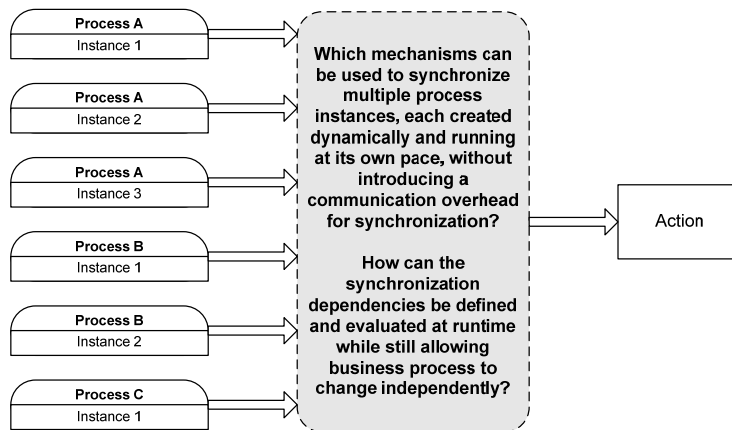 Process A
Instance 1
Process A
Instance 2
Process A
Instance 3
Process B
Instance 1
Process B
Instance 2
Process C
Instance 1
Which mechanisms can
be used to synchronize
multiple process
instances, each created
dynamically and running
at its own pace, without
introducing a
communication overhead
for synchronization?
How can the
synchronization
dependencies be defined
and evaluated at runtime
while still allowing
business process to
change independently?
Action